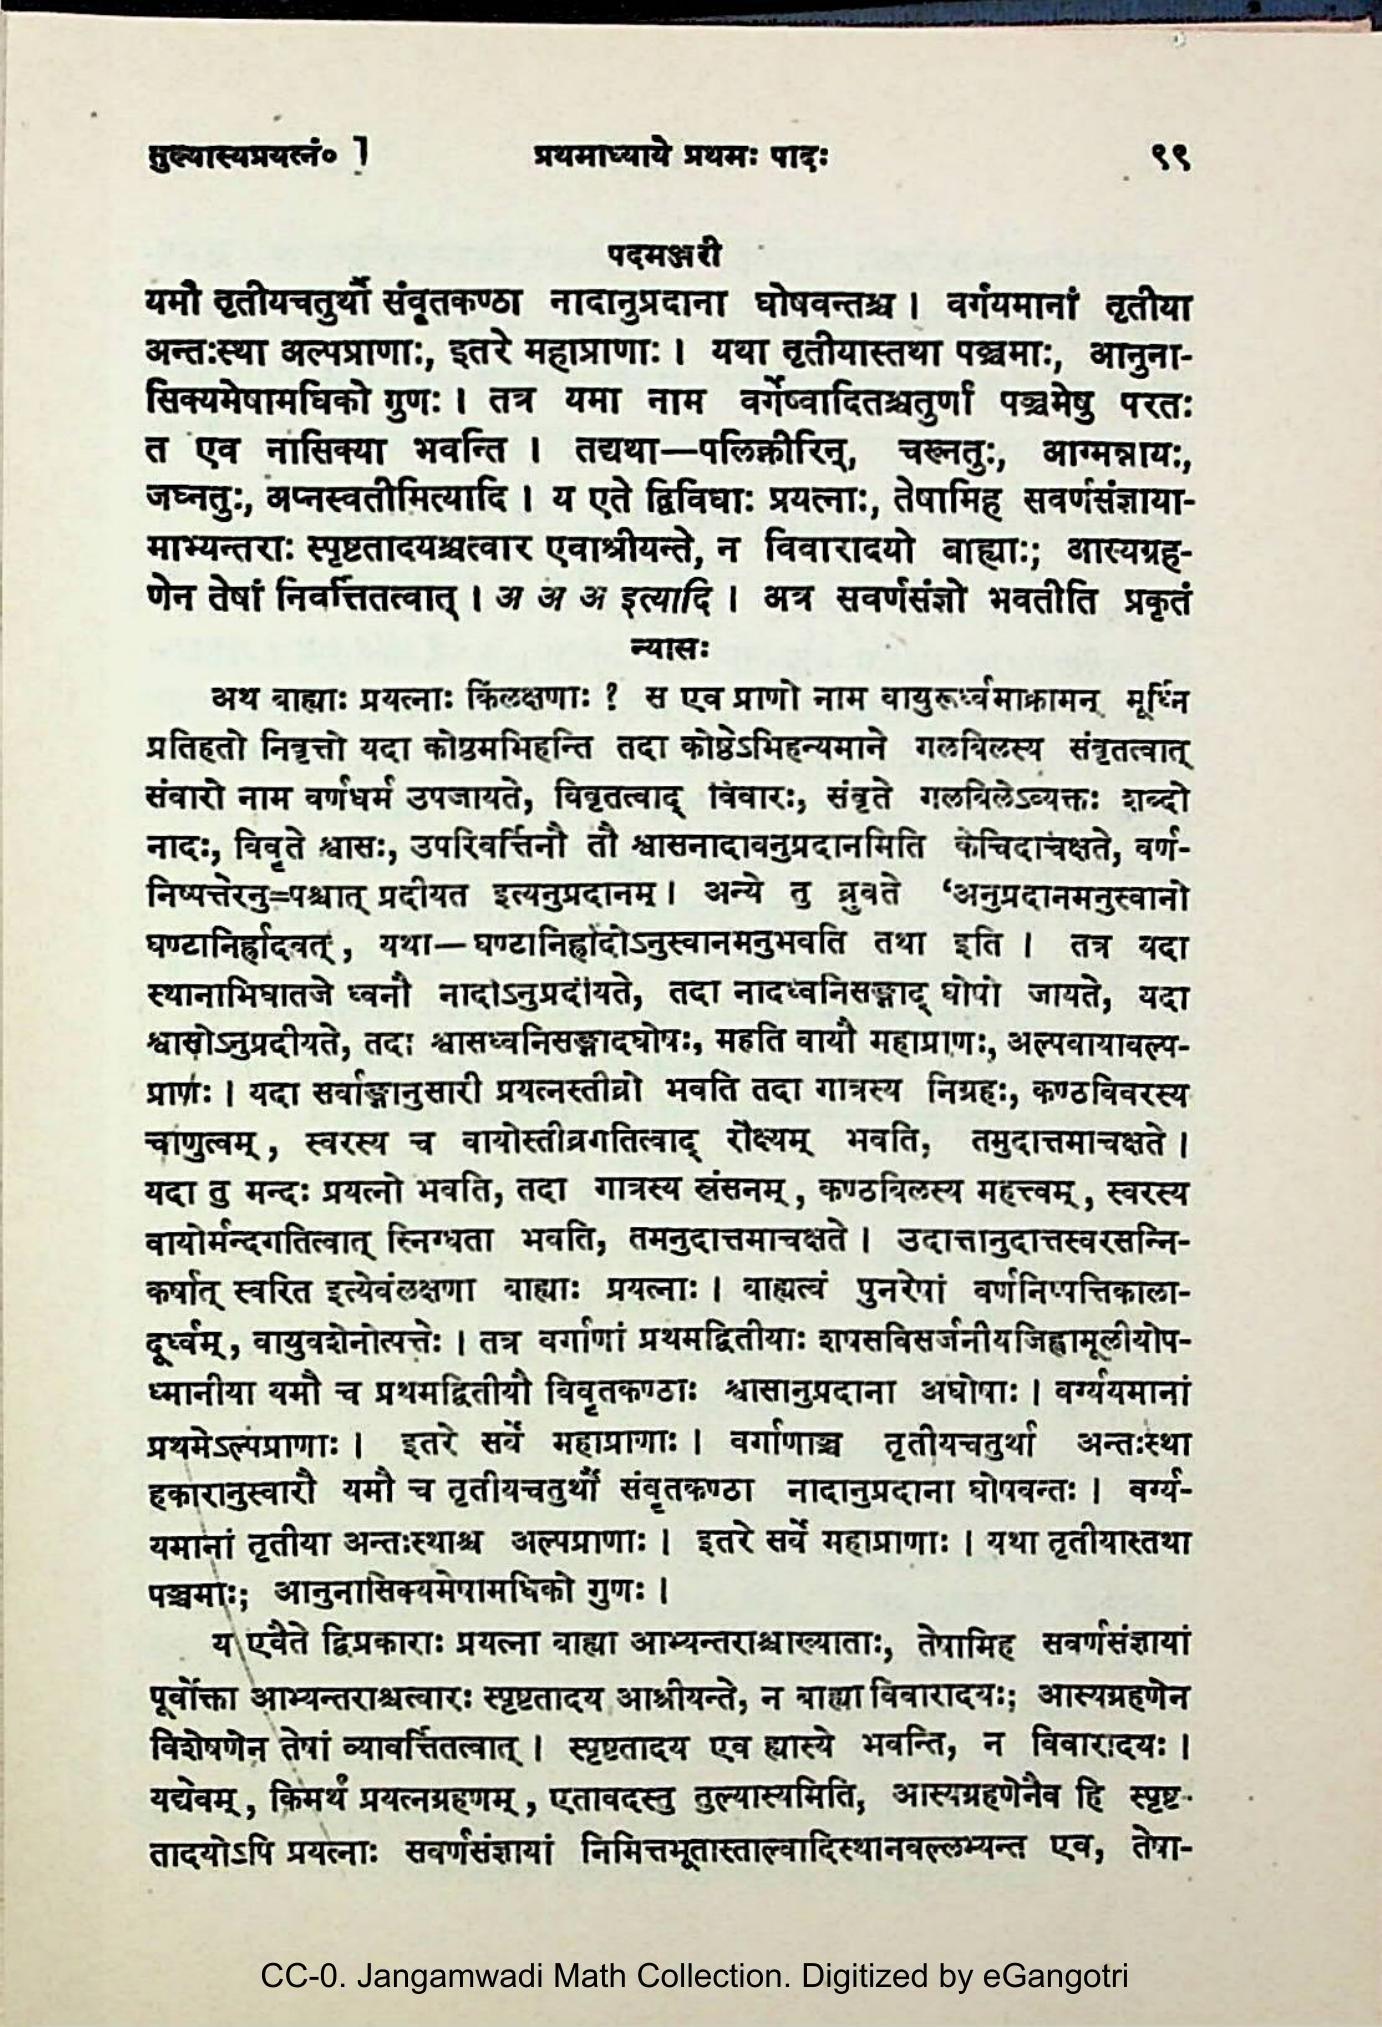 तुल्यास्यप्रयत्नं० ] प्रथमाध्याये प्रथमः पादः ९९
पदमञ्जरी
यमौ तृतीयचतुर्थौ संवृतकण्ठा नादानुप्रदाना घोषवन्तश्च । वर्गयमानां तृतीया
अन्तःस्था अल्पप्राणाः, इतरे महाप्राणाः । यथा तृतीयास्तथा पञ्चमाः, आनुना-
सिक्यमेषामधिको गुणः । तत्र यमा नाम वर्गेष्वादितश्चतुर्णां पञ्चमेषु परतः
त एव नासिक्या भवन्ति । तद्यथा—पलिक्नीरिन्, चख्नतुः, आग्मन्नायः,
जघ्नतुः, अप्नस्वतीमित्यादि । य एते द्विविधाः प्रयत्नाः, तेषामिह सवर्णसंज्ञाया-
माभ्यन्तराः स्पृष्टतादयश्चत्वार एवाश्रीयन्ते, न विवारादयो बाह्याः; आस्यग्रह-
णेन तेषां निवर्त्तितत्वात् । अ अ अ इत्यादि । अत्र सवर्णसंज्ञो भवतीति प्रकृतं
न्यासः
अथ बाह्याः प्रयत्नाः किंलक्षणाः ? स एव प्राणो नाम वायुरूर्ध्वमाक्रामन् मूर्ध्नि
प्रतिहतो निवृत्तो यदा कोष्ठमभिहन्ति तदा कोष्ठेऽभिहन्यमाने गलबिलस्य संवृतत्वात्
संवारो नाम वर्णधर्म उपजायते, विवृतत्वाद् विवारः, संवृते गलबिलेऽव्यक्तः शब्दो
नादः, विवृते श्वासः, उपरिवर्त्तिनौ तौ श्वासनादावनुप्रदानमिति केचिदाचक्षते, वर्ण-
निष्पत्तेरनु=पश्चात् प्रदीयत इत्यनुप्रदानम् । अन्ये तु ब्रुवते ‘अनुप्रदानमनुस्वानो
घण्टानिर्ह्रादवत्, यथा—घण्टानिर्ह्रादोऽनुस्वानमनुभवति तथा इति । तत्र यदा
स्थानाभिघातजे ध्वनौ नादोऽनुप्रदीयते, तदा नादध्वनिसङ्गाद् घोषो जायते, यदा
श्वासोऽनुप्रदीयते, तदा श्वासध्वनिसङ्गादघोषः, महति वायौ महाप्राणः, अल्पवायावल्प-
प्राणः । यदा सर्वाङ्गानुसारी प्रयत्नस्तीव्रो भवति तदा गात्रस्य निग्रहः, कण्ठविवरस्य
चाणुत्वम्, स्वरस्य च वायोस्तीव्रगतित्वाद् रौक्ष्यम् भवति, तमुदात्तमाचक्षते ।
यदा तु मन्दः प्रयत्नो भवति, तदा गात्रस्य स्रंसनम्, कण्ठबिलस्य महत्त्वम्, स्वरस्य
वायोर्मन्दगतित्वात् स्निग्धता भवति, तमनुदात्तमाचक्षते । उदात्तानुदात्तस्वरसन्नि-
कर्षात् स्वरित इत्येवंलक्षणा बाह्याः प्रयत्नाः । बाह्यत्वं पुनरेषां वर्णनिष्पत्तिकाला-
दूर्ध्वम्, वायुवशेनोत्पत्तेः । तत्र वर्गाणां प्रथमद्वितीयाः शषसविसर्जनीयजिह्वामूलीयोप-
ध्मानीया यमौ च प्रथमद्वितीयौ विवृतकण्ठाः श्वासानुप्रदाना अघोषाः । वर्ग्ययमानां
प्रथमेऽल्पप्राणाः । इतरे सर्वे महाप्राणाः । वर्गाणाञ्च तृतीयचतुर्था अन्तःस्था
हकारानुस्वारौ यमौ च तृतीयचतुर्थौं संवृतकण्ठा नादानुप्रदाना घोषवन्तः । वर्ग्य-
यमानां तृतीया अन्तःस्थाश्च अल्पप्राणाः । इतरे सर्वे महाप्राणाः । यथा तृतीयास्तथा
पञ्चमाः; आनुनासिक्यमेषामधिको गुणः ।
य एवैते द्विप्रकाराः प्रयत्ना बाह्या आभ्यन्तराश्चाख्याताः, तेषामिह सवर्णसंज्ञायां
पूर्वोक्ता आभ्यन्तराश्चत्वारः स्पृष्टतादय आश्रीयन्ते, न बाह्या विवारादयः; आस्यग्रहणेन
विशेषणेन तेषां व्यावर्त्तितत्वात् । स्पृष्टतादय एव ह्यास्ये भवन्ति, न विवारादयः ।
यद्येवम्, किमर्थं प्रयत्नग्रहणम्, एतावदस्तु तुल्यास्यमिति, आस्यग्रहणेनैव हि स्पृष्ट-
तादयोऽपि प्रयत्नाः सवर्णसंज्ञायां निमित्तभूतास्ताल्वादिस्थानवल्लभ्यन्त एव, तेषा-
CC-0. Jangamwadi Math Collection. Digitized by eGangotri